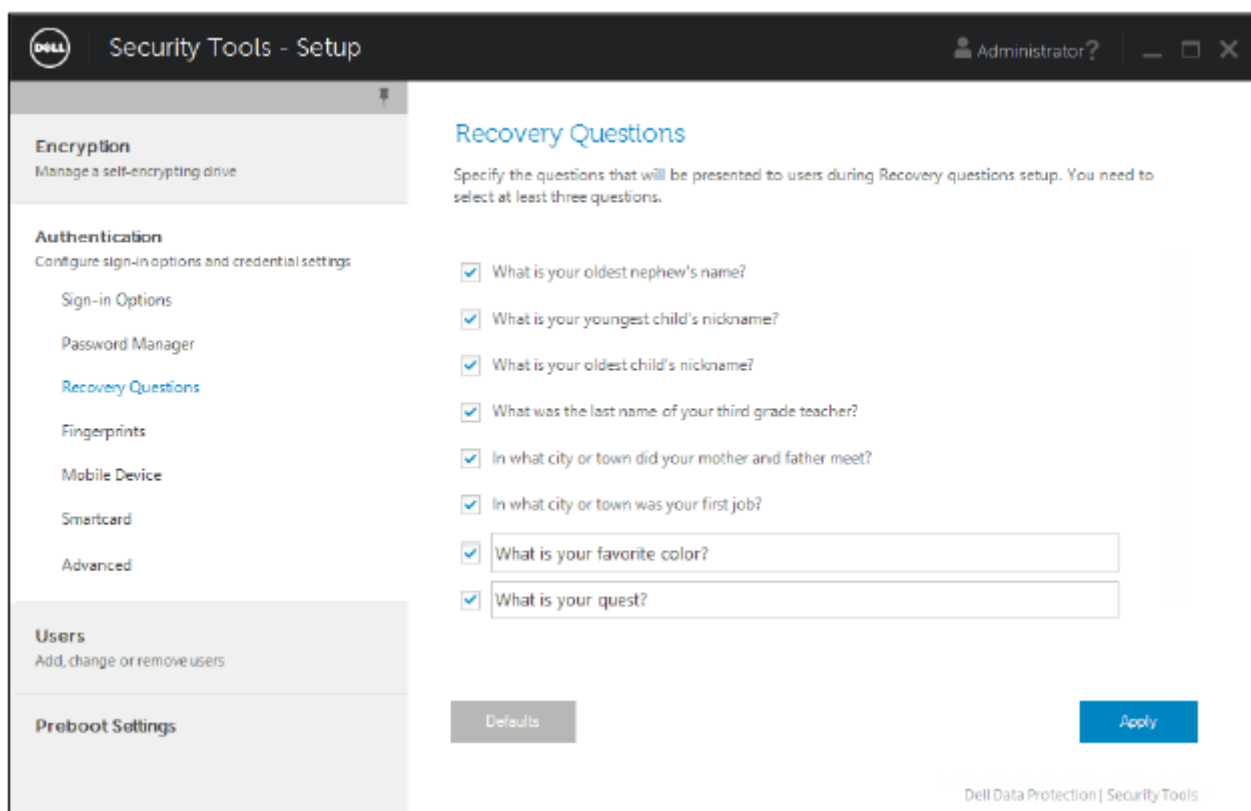 DELL
Security Tools - Setup
Administrator ?
Encryption
Manage a self-encrypting drive
Authentication
Configure sign-in options and credential settings
Sign-in Options
Password Manager
Recovery Questions
Fingerprints
Mobile Device
Smartcard
Advanced
Users
Add, change or remove users
Preboot Settings
Recovery Questions
Specify the questions that will be presented to users during Recovery questions setup. You need to
select at least three questions.
What is your oldest nephew's name?
What is your youngest child's nickname?
What is your oldest child's nickname?
What was the last name of your third grade teacher?
In what city or town did your mother and father meet?
In what city or town was your first job?
What is your favorite color?
What is your quest?
Defaults
Apply
Dell Data Protection | Security Tools